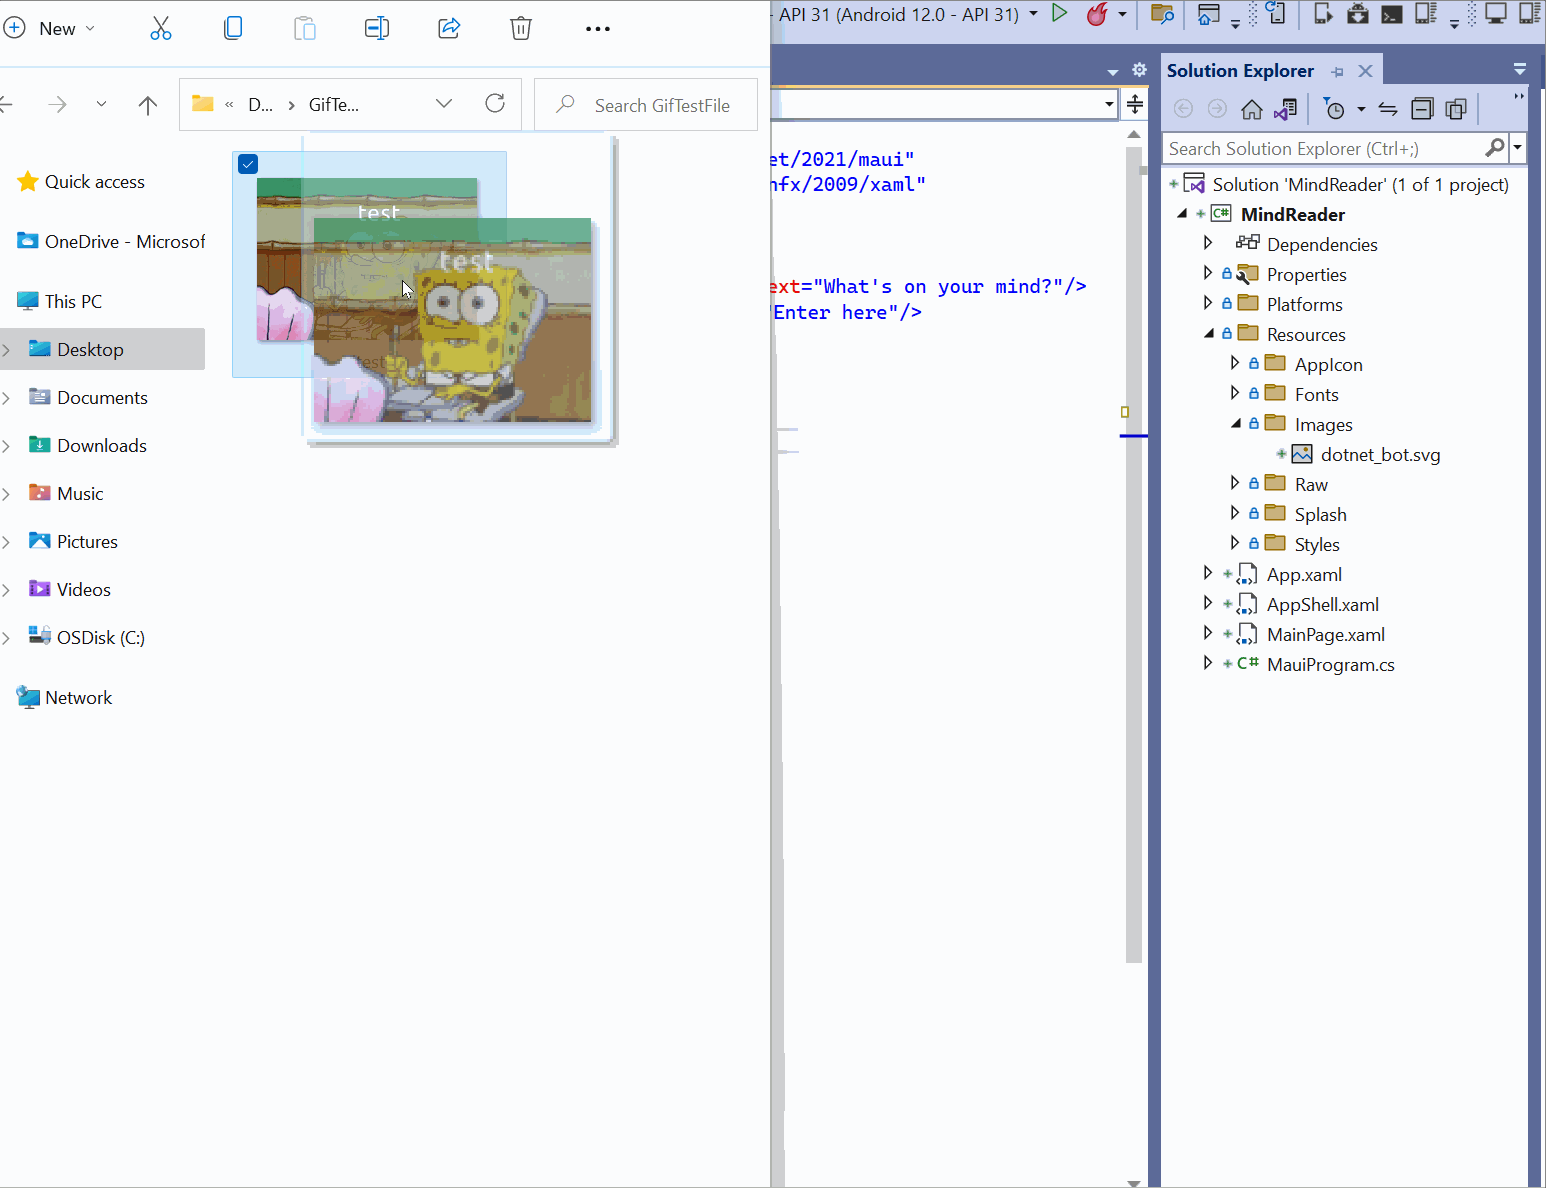 New
- API 31 (Android 12.0 - API 31)
« D... › GifTe...
Search GifTestFile
Quick access
OneDrive - Microsof
This PC
Desktop
Documents
Downloads
Music
Pictures
Videos
OSDisk (C:)
Network
test
test
test
et/2021/maui"
nfx/2009/xaml"
ext="What's on your mind?"/>
"Enter here"/>
Solution Explorer
Search Solution Explorer (Ctrl+;)
Solution 'MindReader' (1 of 1 project)
C# MindReader
Dependencies
Properties
Platforms
Resources
AppIcon
Fonts
Images
dotnet_bot.svg
Raw
Splash
Styles
App.xaml
AppShell.xaml
MainPage.xaml
C# MauiProgram.cs